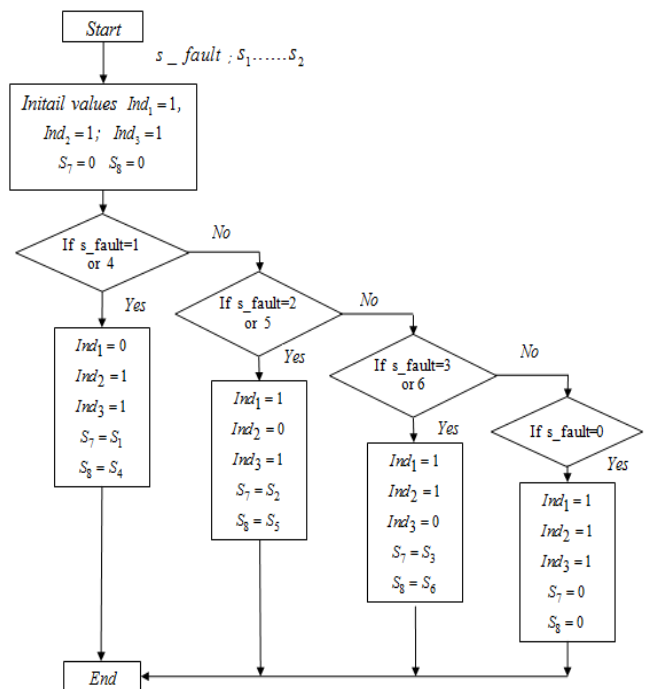 Start
s_fault ; S₁......S₂
Initail values Ind₁ = 1,
Ind₂ = 1; Ind₃ = 1
S₇ = 0 S₈ = 0
If s_fault=1
or 4
No
Yes
If s_fault=2
or 5
No
Yes
If s_fault=3
or 6
No
Yes
If s_fault=0
Yes
Ind₁ = 0
Ind₂ = 1
Ind₃ = 1
S₇ = S₁
S₈ = S₄
Ind₁ = 1
Ind₂ = 0
Ind₃ = 1
S₇ = S₂
S₈ = S₅
Ind₁ = 1
Ind₂ = 1
Ind₃ = 0
S₇ = S₃
S₈ = S₆
Ind₁ = 1
Ind₂ = 1
Ind₃ = 1
S₇ = 0
S₈ = 0
End